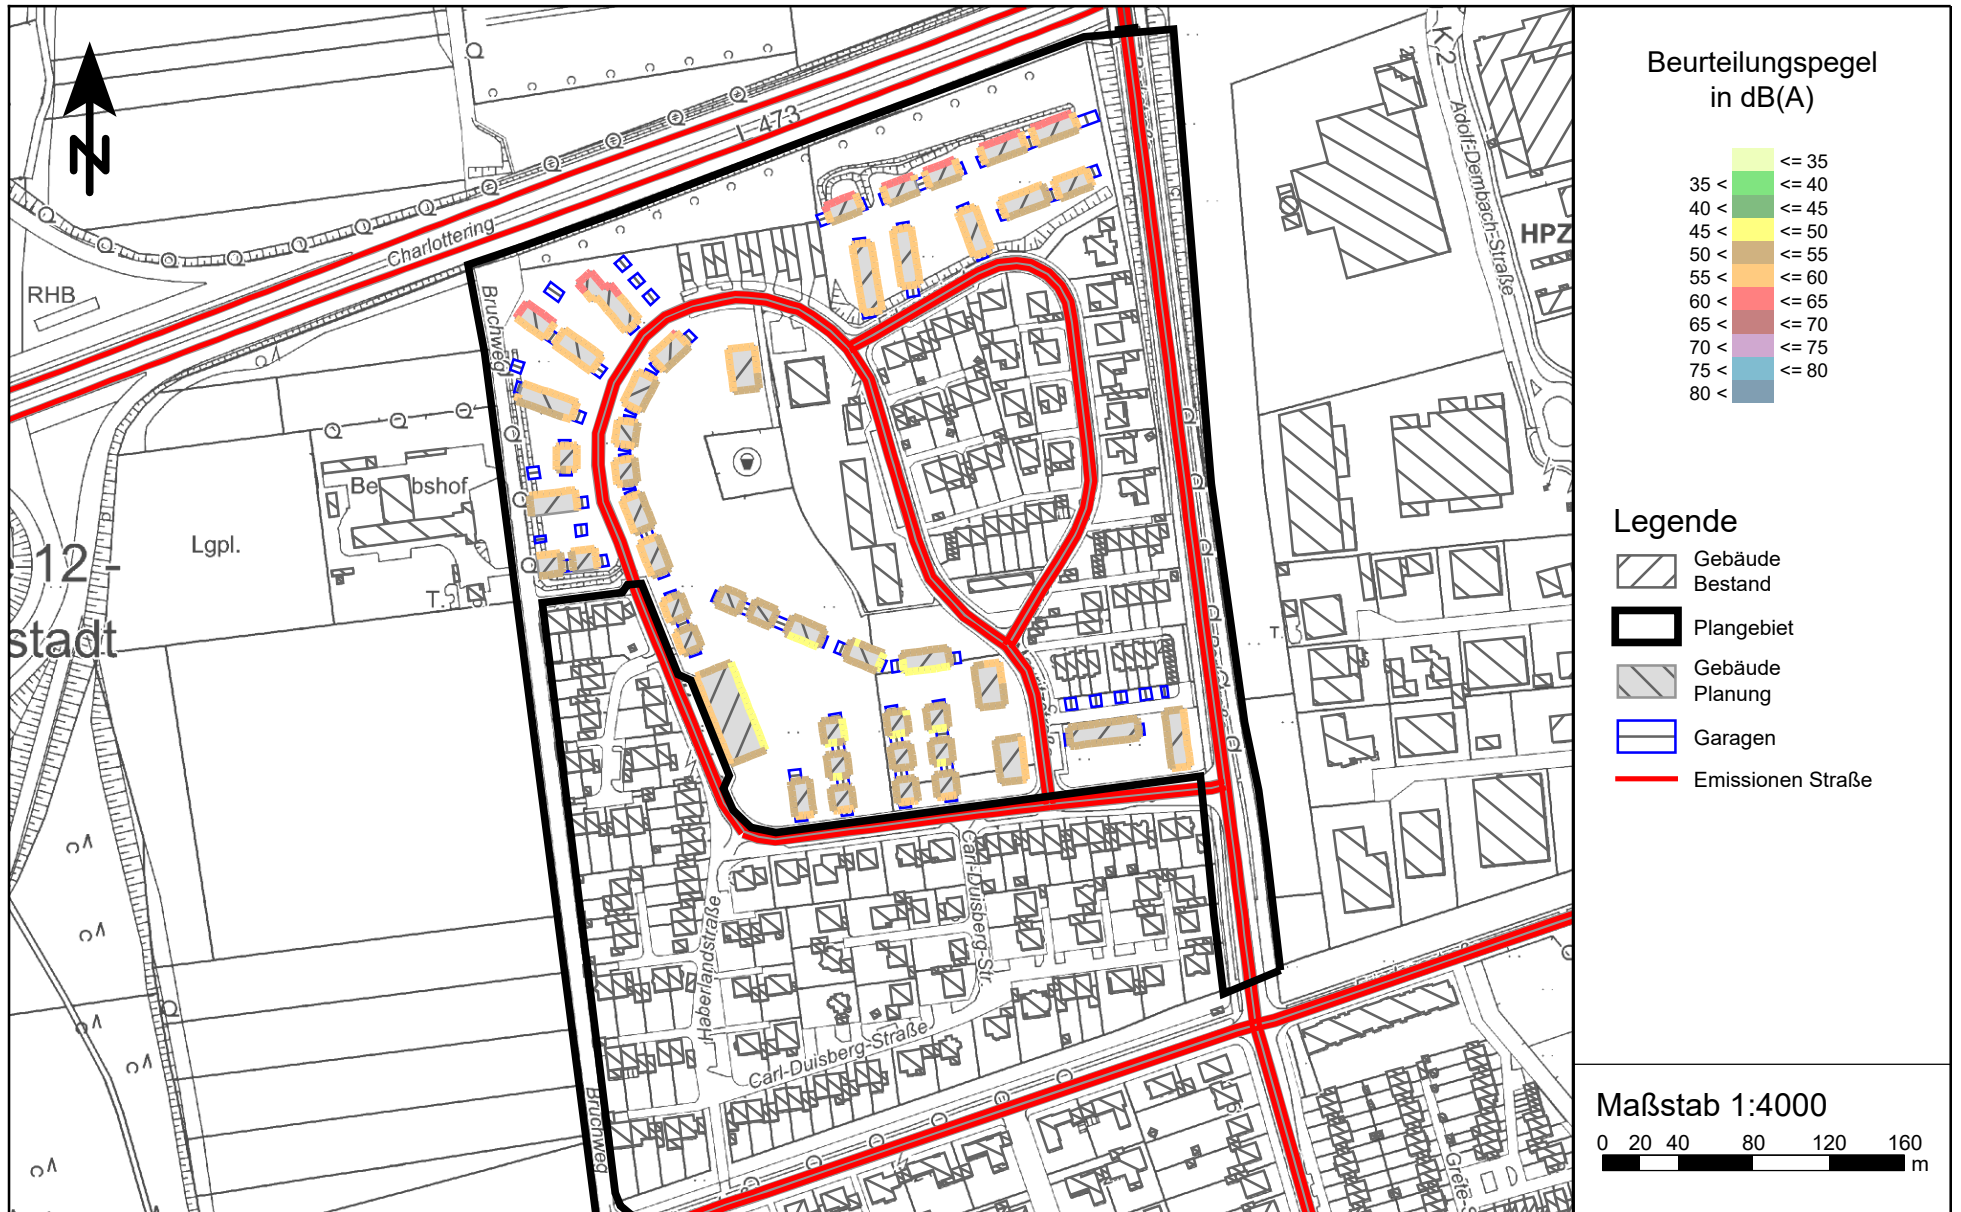 N
L 473
Charlottering
RHB
Bruchweg
Lgpl.
12 -
stadt
T.
K 2
2
Adolf-Dembach-Straße
HPZ
T.
Haberlandstraße
Carl-Duisberg-Str.
Carl-Duisberg-Straße
Bruchweg
Beurteilungspegel
in dB(A)
<= 35
35 < <= 40
40 < <= 45
45 < <= 50
50 < <= 55
55 < <= 60
60 < <= 65
65 < <= 70
70 < <= 75
75 < <= 80
80 <
Legende
Gebäude
Bestand
Plangebiet
Gebäude
Planung
Garagen
Emissionen Straße
Maßstab 1:4000
0 20 40 80 120 160
m